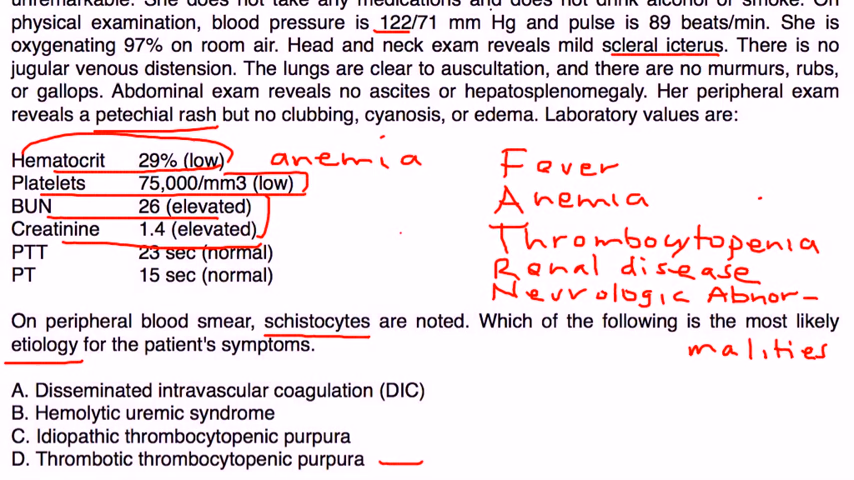 unremarkable. She does not take any medications and does not drink alcohol or smoke. On
physical examination, blood pressure is 122/71 mm Hg and pulse is 89 beats/min. She is
oxygenating 97% on room air. Head and neck exam reveals mild scleral icterus. There is no
jugular venous distension. The lungs are clear to auscultation, and there are no murmurs, rubs,
or gallops. Abdominal exam reveals no ascites or hepatosplenomegaly. Her peripheral exam
reveals a petechial rash but no clubbing, cyanosis, or edema. Laboratory values are:
Hematocrit 29% (low) anemia
Platelets 75,000/mm3 (low)
BUN 26 (elevated)
Creatinine 1.4 (elevated)
PTT 23 sec (normal)
PT 15 sec (normal)
Fever
Anemia
Thrombocytopenia
Renal disease
Neurologic Abnor-
malities
On peripheral blood smear, schistocytes are noted. Which of the following is the most likely
etiology for the patient's symptoms.
A. Disseminated intravascular coagulation (DIC)
B. Hemolytic uremic syndrome
C. Idiopathic thrombocytopenic purpura
D. Thrombotic thrombocytopenic purpura